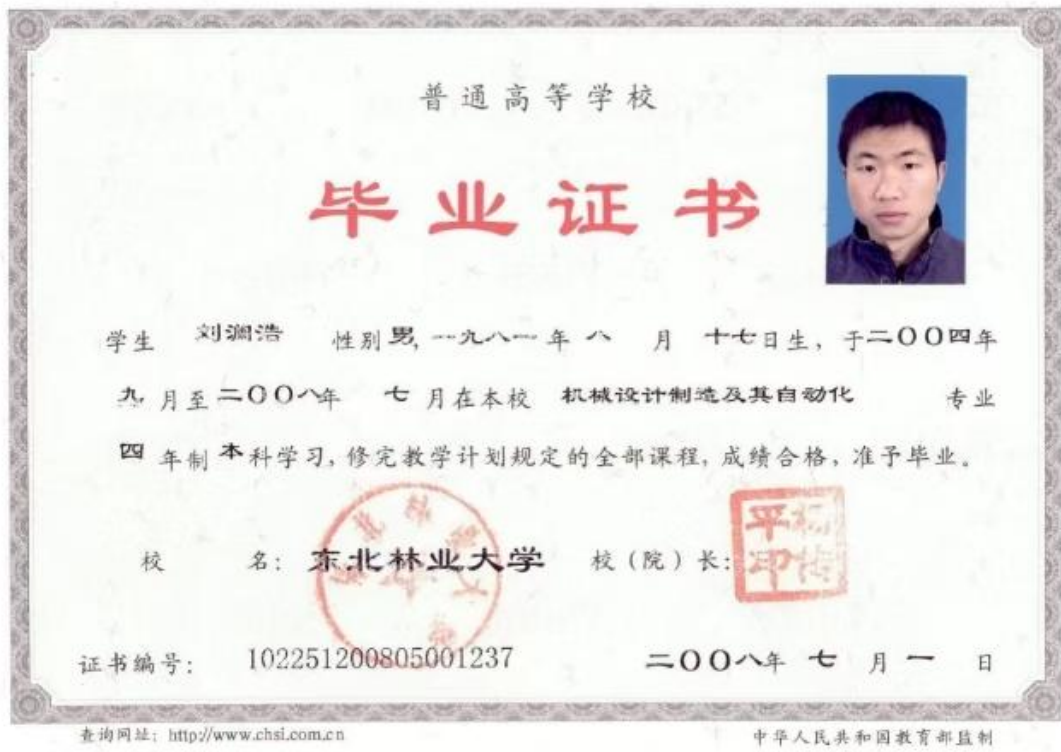 普通高等学校
毕业证书
学生 刘澜浩 性别 男, 一九八一 年 八 月 十七日生, 于二〇〇四年
九 月至 二〇〇八年 七 月在本校 机械设计制造及其自动化 专业
四 年制 本 科学习, 修完教学计划规定的全部课程, 成绩合格, 准予毕业。
校 名: 东北林业大学 校(院)长:
证书编号: 102251200805001237 二〇〇八年 七 月 一 日
查询网址: http://www.chsi.com.cn 中华人民共和国教育部监制